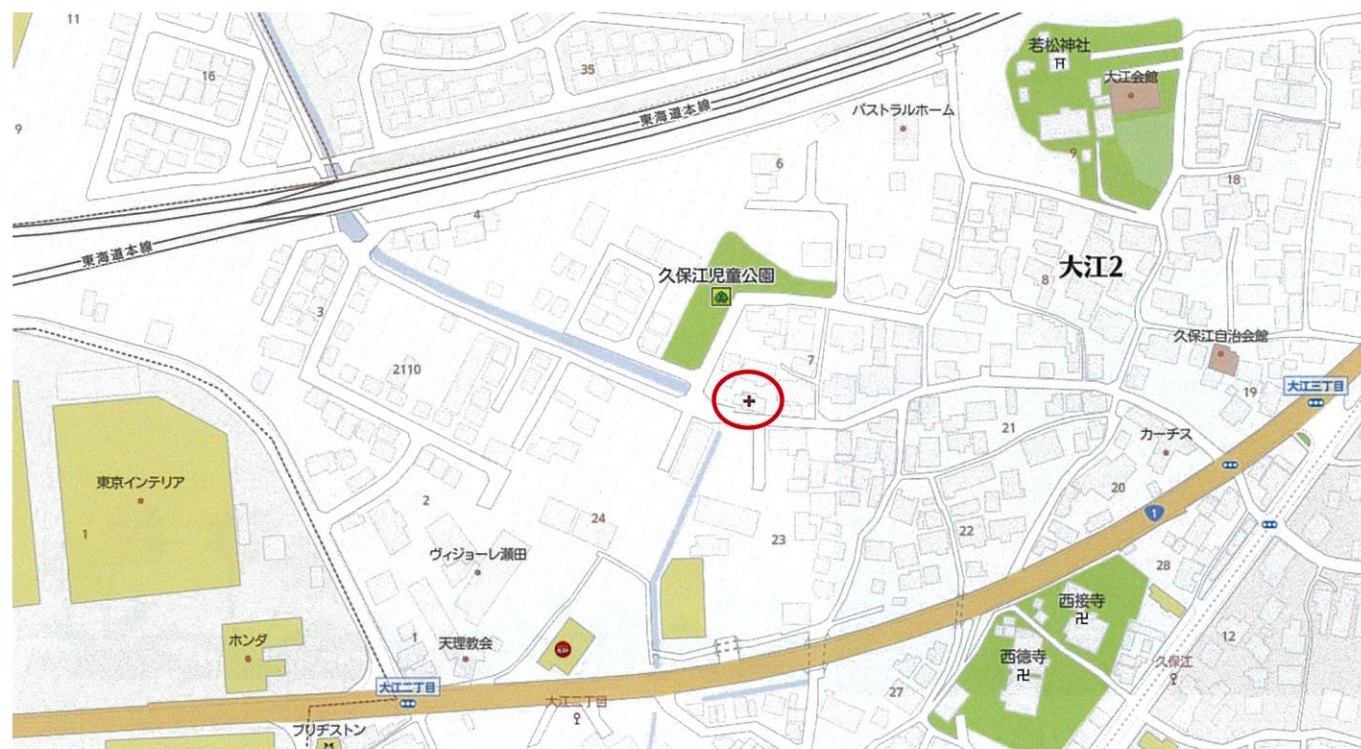 11
16
35
9
東海道本線
若松神社
大江会館
パストラルホーム
6
9
18
4
東海道本線
久保江児童公園
大江2
8
3
久保江自治会館
7
2110
大江三丁目
19
21
カーチス
東京インテリア
1
2
24
20
1
23
22
ヴィジョーレ瀬田
28
西接寺
1
天理教会
ホンダ
12
西徳寺
久保江
大江二丁目
27
大江二丁目
ブリヂストン